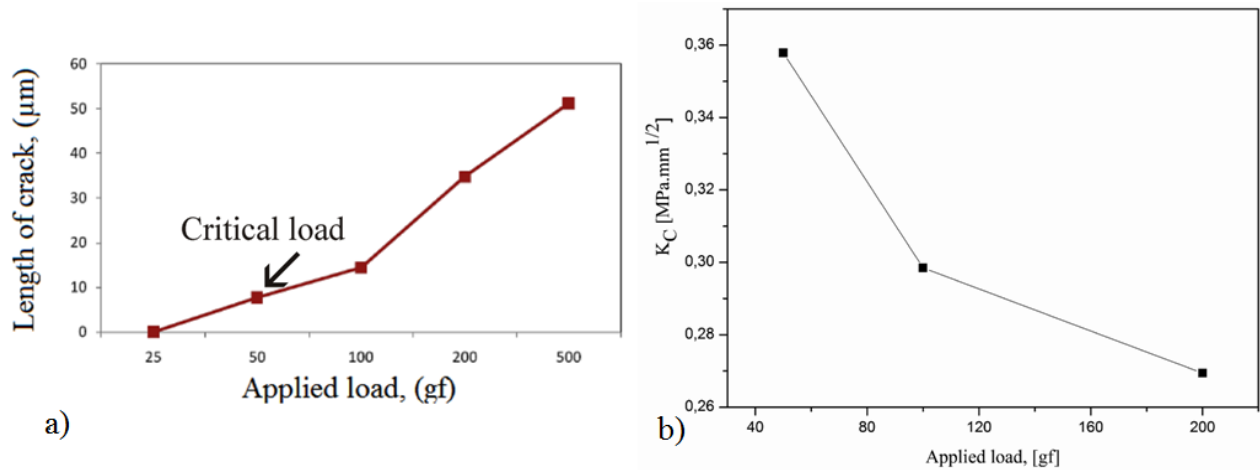 Length of crack, (µm)
60
50
40
30
20
10
0
Critical load
25 50 100 200 500
Applied load, (gf)
a)
K_C [MPa.mm^1/2]
0,36
0,34
0,32
0,30
0,28
0,26
40 80 120 160 200
Applied load, [gf]
b)